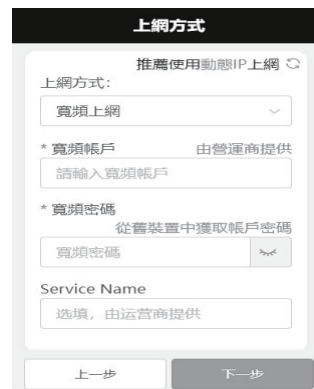 上網方式
推薦使用動態IP上網
上網方式:
寬頻上網
* 寬頻帳戶 由營運商提供
請輸入寬頻帳戶
* 寬頻密碼
從舊裝置中獲取帳戶密碼
寬頻密碼
Service Name
选填，由运营商提供
上一步 下一步